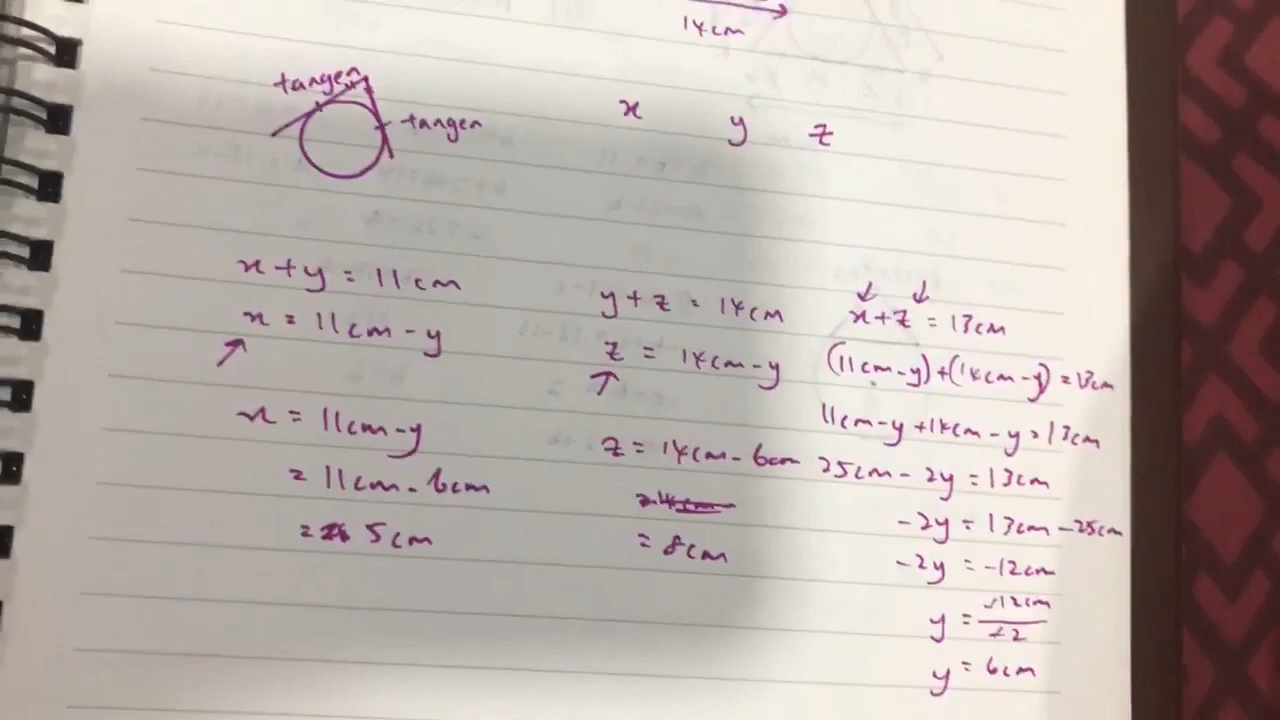 14cm
tangen
tangen
x y z
x + y = 11cm
x = 11cm - y
x = 11cm - y
= 11cm - 6cm
= 5cm
y + z = 14cm
z = 14cm - y
z = 14cm - 6cm
= 8cm
x + z = 13cm
(11cm - y) + (14cm - y) = 13cm
11cm - y + 14cm - y = 13cm
25cm - 2y = 13cm
-2y = 13cm - 25cm
-2y = -12cm
y = -12cm
-2
y = 6cm